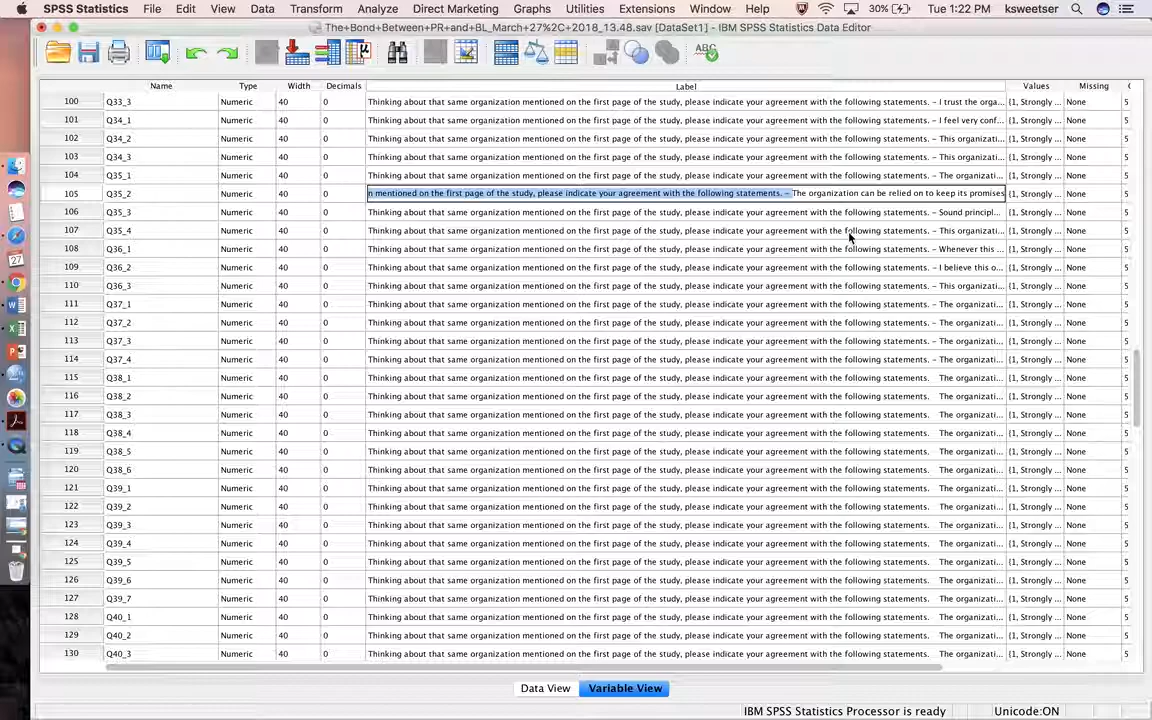 SPSS Statistics File Edit View Data Transform Analyze Direct Marketing Graphs Utilities Extensions Window Help 30% Tue 1:22 PM ksweetser
The+Bond+Between+PR+and+BL_March+27%2C+2018_13.48.sav [DataSet1] - IBM SPSS Statistics Data Editor
Name Type Width Decimals Label Values Missing
100 Q33_3 Numeric 40 0 Thinking about that same organization mentioned on the first page of the study, please indicate your agreement with the following statements. – I trust the orga... {1, Strongly ... None 5
101 Q34_1 Numeric 40 0 Thinking about that same organization mentioned on the first page of the study, please indicate your agreement with the following statements. – I feel very conf... {1, Strongly ... None 5
102 Q34_2 Numeric 40 0 Thinking about that same organization mentioned on the first page of the study, please indicate your agreement with the following statements. – This organizati... {1, Strongly ... None 5
103 Q34_3 Numeric 40 0 Thinking about that same organization mentioned on the first page of the study, please indicate your agreement with the following statements. – This organizati... {1, Strongly ... None 5
104 Q35_1 Numeric 40 0 Thinking about that same organization mentioned on the first page of the study, please indicate your agreement with the following statements. – This organizati... {1, Strongly ... None 5
105 Q35_2 Numeric 40 0 n mentioned on the first page of the study, please indicate your agreement with the following statements. – The organization can be relied on to keep its promises {1, Strongly ... None 5
106 Q35_3 Numeric 40 0 Thinking about that same organization mentioned on the first page of the study, please indicate your agreement with the following statements. – Sound principl... {1, Strongly ... None 5
107 Q35_4 Numeric 40 0 Thinking about that same organization mentioned on the first page of the study, please indicate your agreement with the following statements. – This organizati... {1, Strongly ... None 5
108 Q36_1 Numeric 40 0 Thinking about that same organization mentioned on the first page of the study, please indicate your agreement with the following statements. – Whenever this ... {1, Strongly ... None 5
109 Q36_2 Numeric 40 0 Thinking about that same organization mentioned on the first page of the study, please indicate your agreement with the following statements. – I believe this o... {1, Strongly ... None 5
110 Q36_3 Numeric 40 0 Thinking about that same organization mentioned on the first page of the study, please indicate your agreement with the following statements. – This organizati... {1, Strongly ... None 5
111 Q37_1 Numeric 40 0 Thinking about that same organization mentioned on the first page of the study, please indicate your agreement with the following statements. – The organizati... {1, Strongly ... None 5
112 Q37_2 Numeric 40 0 Thinking about that same organization mentioned on the first page of the study, please indicate your agreement with the following statements. – The organizati... {1, Strongly ... None 5
113 Q37_3 Numeric 40 0 Thinking about that same organization mentioned on the first page of the study, please indicate your agreement with the following statements. – The organizati... {1, Strongly ... None 5
114 Q37_4 Numeric 40 0 Thinking about that same organization mentioned on the first page of the study, please indicate your agreement with the following statements. – The organizati... {1, Strongly ... None 5
115 Q38_1 Numeric 40 0 Thinking about that same organization mentioned on the first page of the study, please indicate your agreement with the following statements. The organizati... {1, Strongly ... None 5
116 Q38_2 Numeric 40 0 Thinking about that same organization mentioned on the first page of the study, please indicate your agreement with the following statements. The organizati... {1, Strongly ... None 5
117 Q38_3 Numeric 40 0 Thinking about that same organization mentioned on the first page of the study, please indicate your agreement with the following statements. The organizati... {1, Strongly ... None 5
118 Q38_4 Numeric 40 0 Thinking about that same organization mentioned on the first page of the study, please indicate your agreement with the following statements. The organizati... {1, Strongly ... None 5
119 Q38_5 Numeric 40 0 Thinking about that same organization mentioned on the first page of the study, please indicate your agreement with the following statements. The organizati... {1, Strongly ... None 5
120 Q38_6 Numeric 40 0 Thinking about that same organization mentioned on the first page of the study, please indicate your agreement with the following statements. The organizati... {1, Strongly ... None 5
121 Q39_1 Numeric 40 0 Thinking about that same organization mentioned on the first page of the study, please indicate your agreement with the following statements. The organizati... {1, Strongly ... None 5
122 Q39_2 Numeric 40 0 Thinking about that same organization mentioned on the first page of the study, please indicate your agreement with the following statements. The organizati... {1, Strongly ... None 5
123 Q39_3 Numeric 40 0 Thinking about that same organization mentioned on the first page of the study, please indicate your agreement with the following statements. The organizati... {1, Strongly ... None 5
124 Q39_4 Numeric 40 0 Thinking about that same organization mentioned on the first page of the study, please indicate your agreement with the following statements. The organizati... {1, Strongly ... None 5
125 Q39_5 Numeric 40 0 Thinking about that same organization mentioned on the first page of the study, please indicate your agreement with the following statements. The organizati... {1, Strongly ... None 5
126 Q39_6 Numeric 40 0 Thinking about that same organization mentioned on the first page of the study, please indicate your agreement with the following statements. The organizati... {1, Strongly ... None 5
127 Q39_7 Numeric 40 0 Thinking about that same organization mentioned on the first page of the study, please indicate your agreement with the following statements. The organizati... {1, Strongly ... None 5
128 Q40_1 Numeric 40 0 Thinking about that same organization mentioned on the first page of the study, please indicate your agreement with the following statements. The organizati... {1, Strongly ... None 5
129 Q40_2 Numeric 40 0 Thinking about that same organization mentioned on the first page of the study, please indicate your agreement with the following statements. The organizati... {1, Strongly ... None 5
130 Q40_3 Numeric 40 0 Thinking about that same organization mentioned on the first page of the study, please indicate your agreement with the following statements. The organizati... {1, Strongly ... None 5
Data View Variable View
IBM SPSS Statistics Processor is ready Unicode:ON